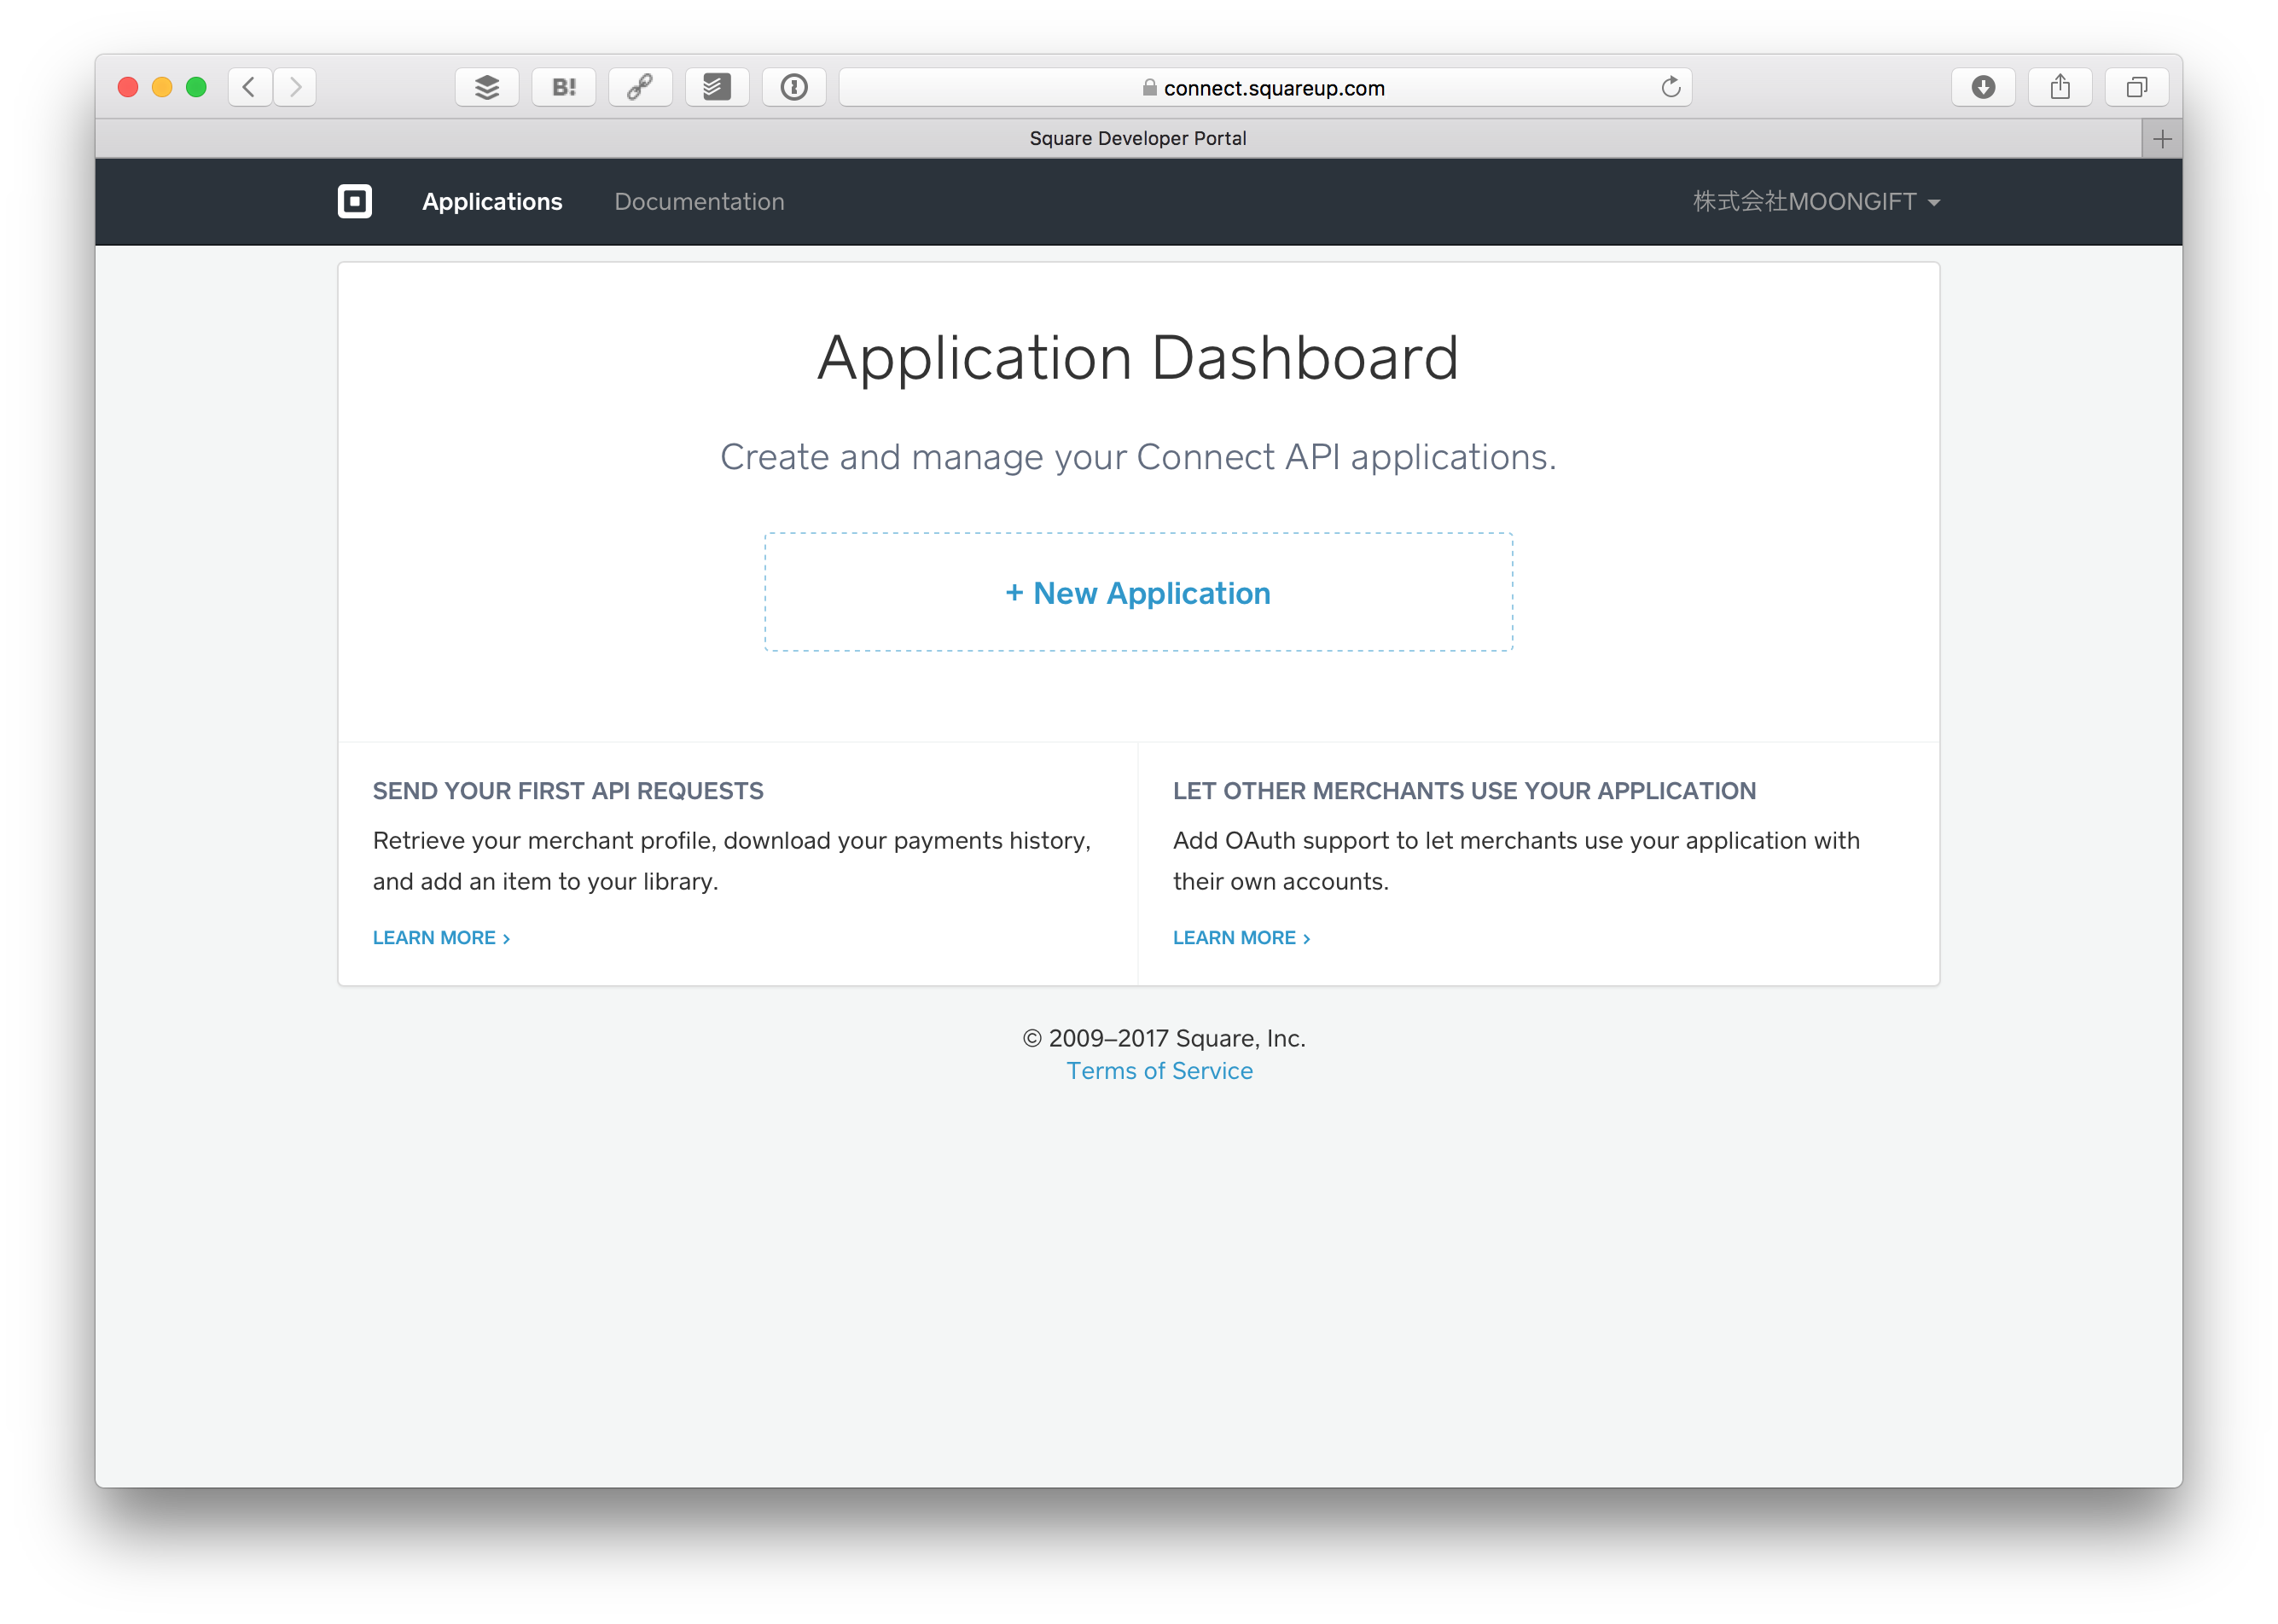 B!
connect.squareup.com
Square Developer Portal
Applications
Documentation
株式会社MOONGIFT
Application Dashboard
Create and manage your Connect API applications.
+ New Application
SEND YOUR FIRST API REQUESTS
Retrieve your merchant profile, download your payments history,
and add an item to your library.
LEARN MORE >
LET OTHER MERCHANTS USE YOUR APPLICATION
Add OAuth support to let merchants use your application with
their own accounts.
LEARN MORE >
© 2009–2017 Square, Inc.
Terms of Service